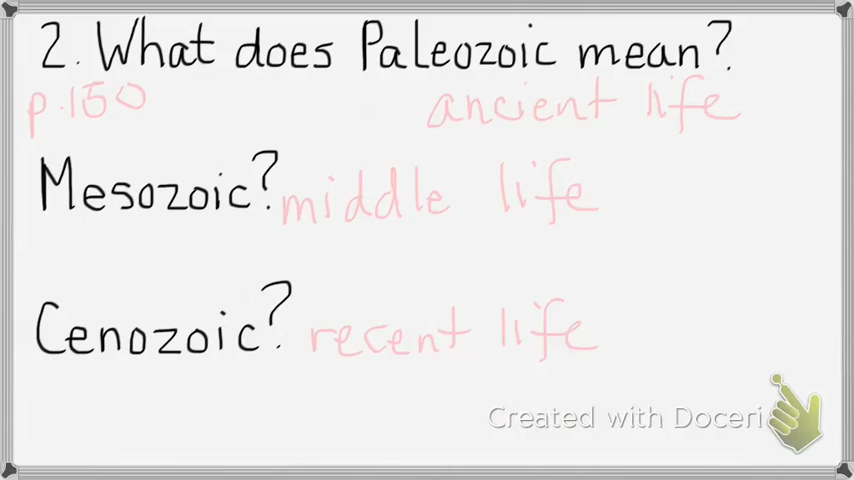 2. What does Paleozoic mean?
p.150 ancient life
Mesozoic? middle life
Cenozoic? recent life
Created with Doceri